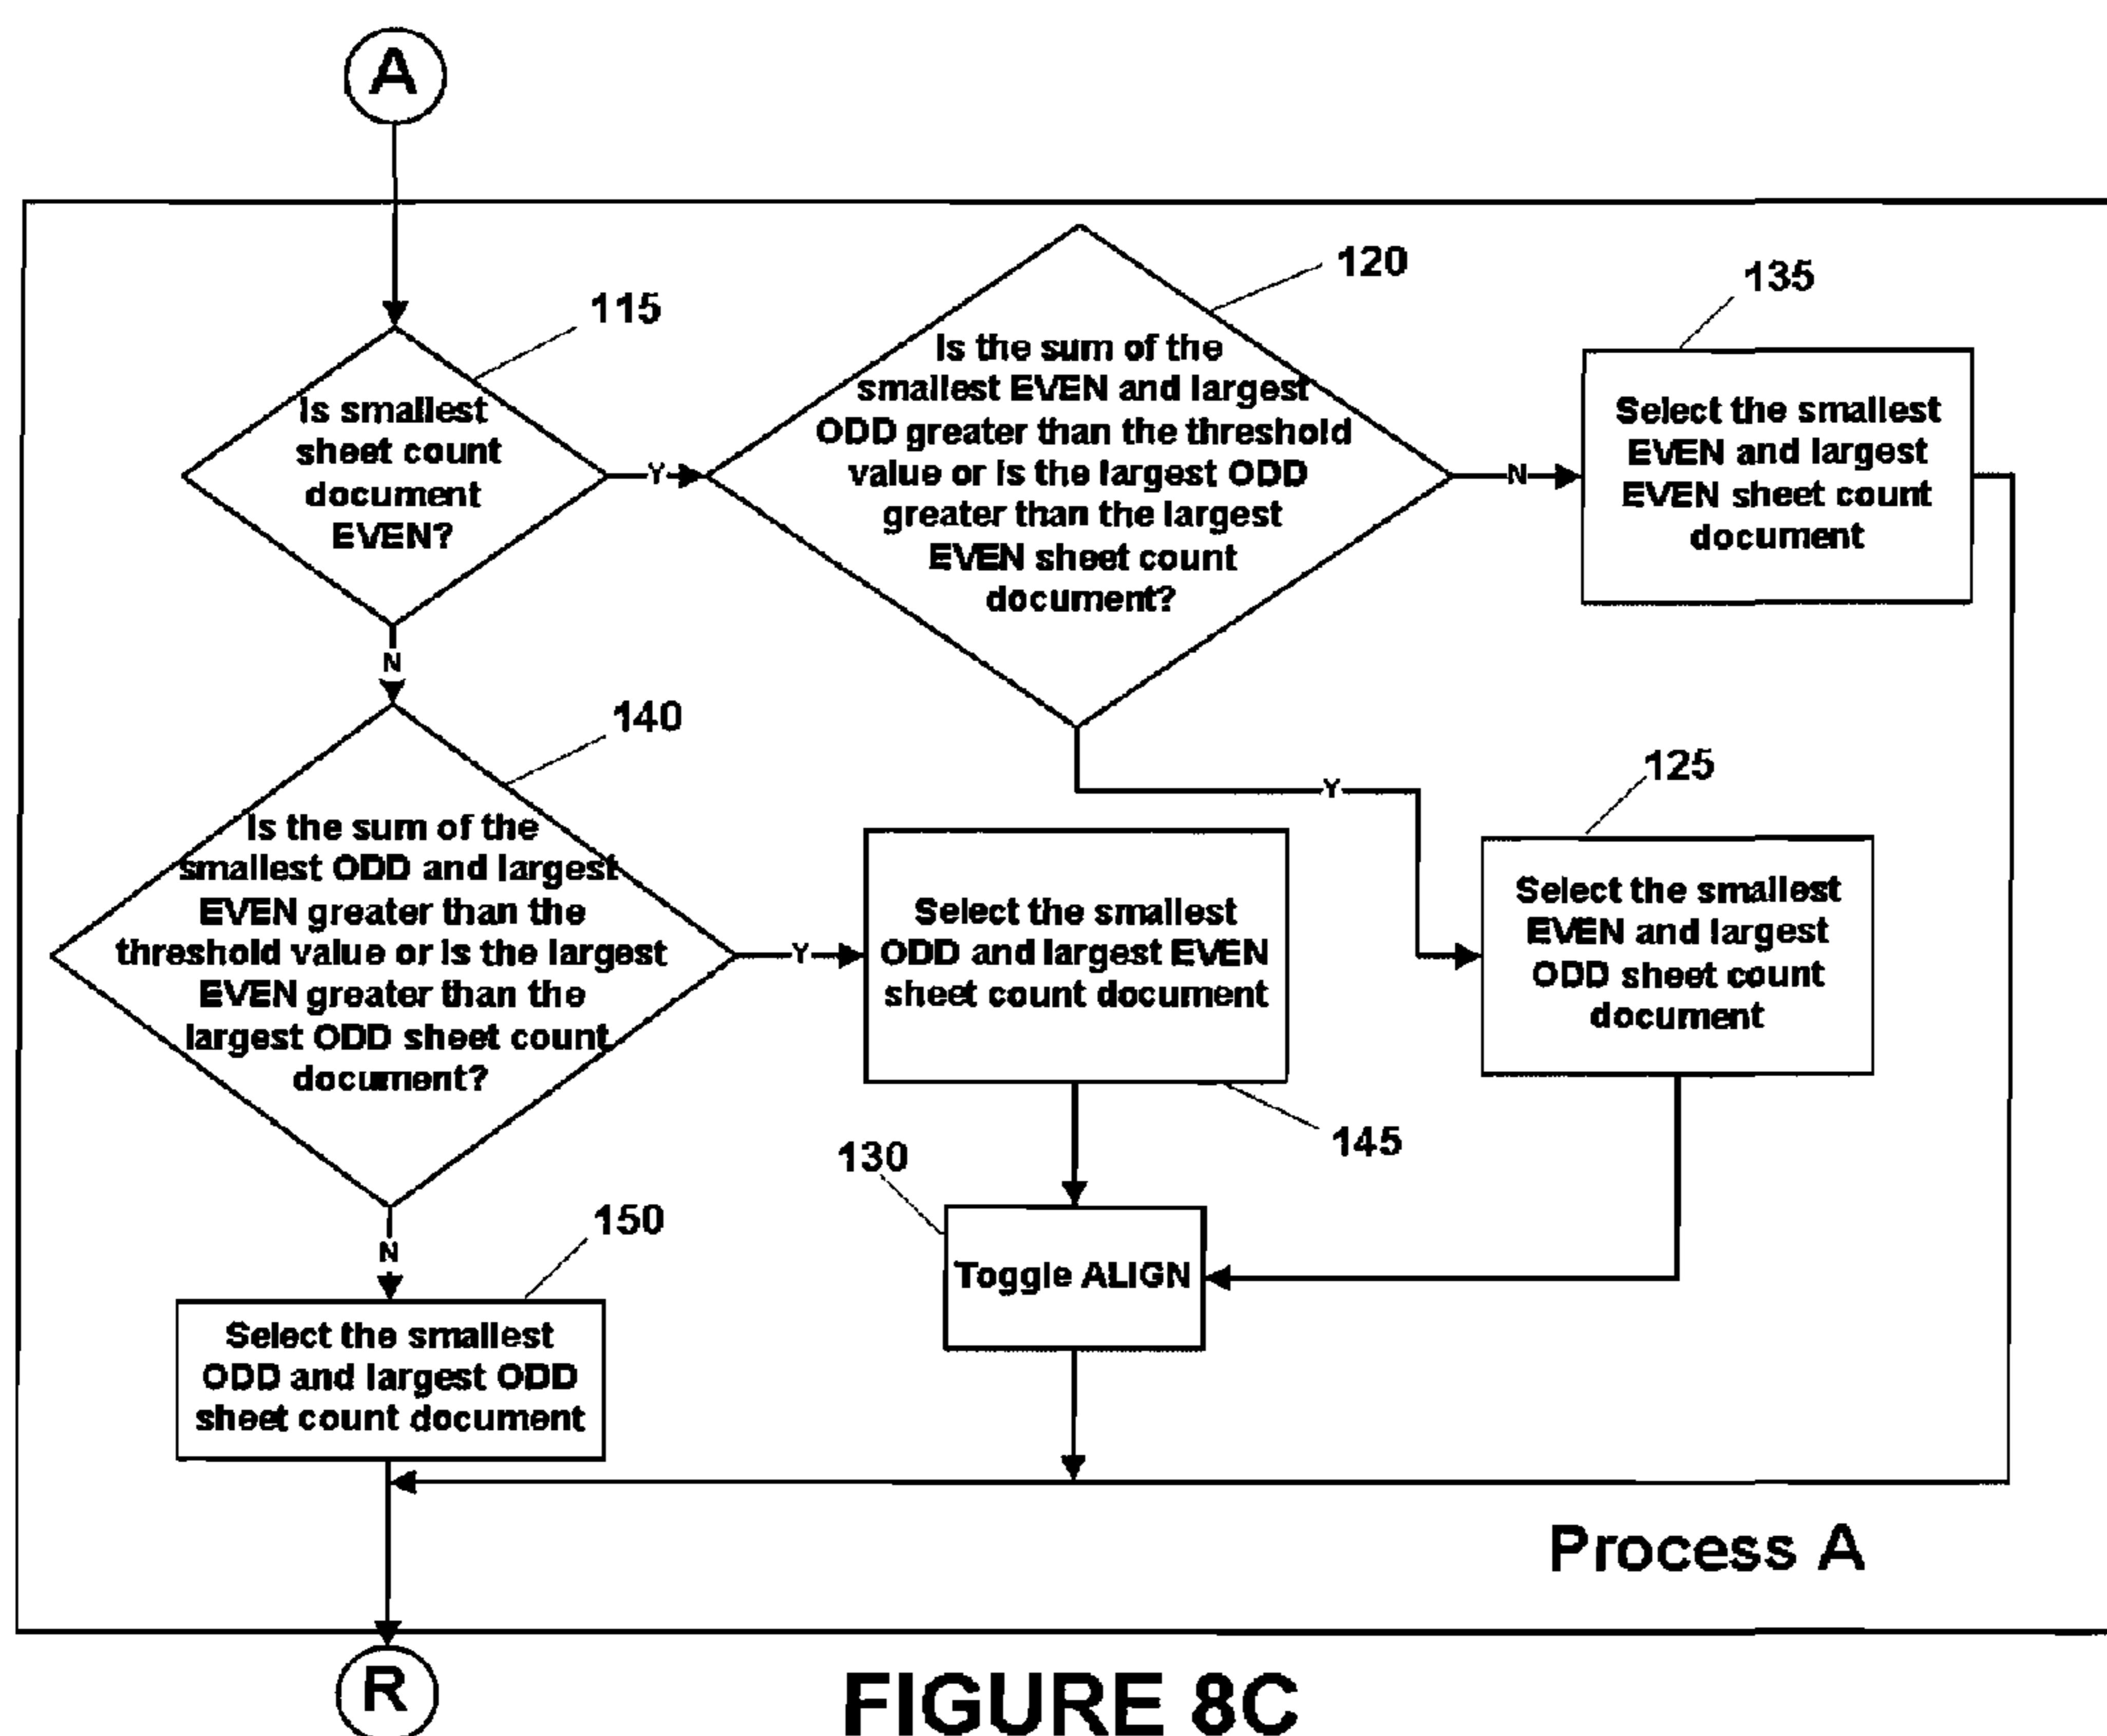 A
115
Is smallest
sheet count
document
EVEN?
Y
120
Is the sum of the
smallest EVEN and largest
ODD greater than the threshold
value or is the largest ODD
greater than the largest
EVEN sheet count
document?
N
135
Select the smallest
EVEN and largest
EVEN sheet count
document
N
140
Is the sum of the
smallest ODD and largest
EVEN greater than the
threshold value or is the largest
EVEN greater than the
largest ODD sheet count
document?
Y
Select the smallest
ODD and largest EVEN
sheet count document
145
Y
125
Select the smallest
EVEN and largest
ODD sheet count
document
130
Toggle ALIGN
N
150
Select the smallest
ODD and largest ODD
sheet count document
Process A
R
FIGURE 8C